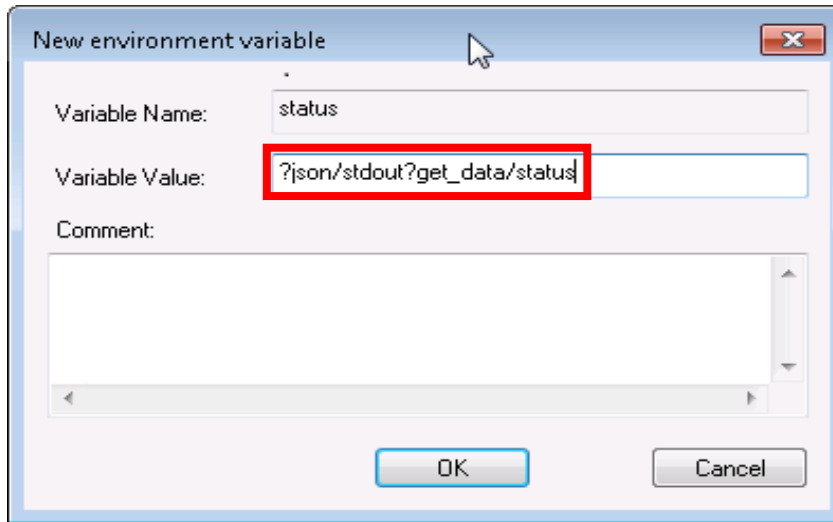 New environment variable
Variable Name: status
Variable Value: ?json/stdout?get_data/status
Comment:
OK Cancel